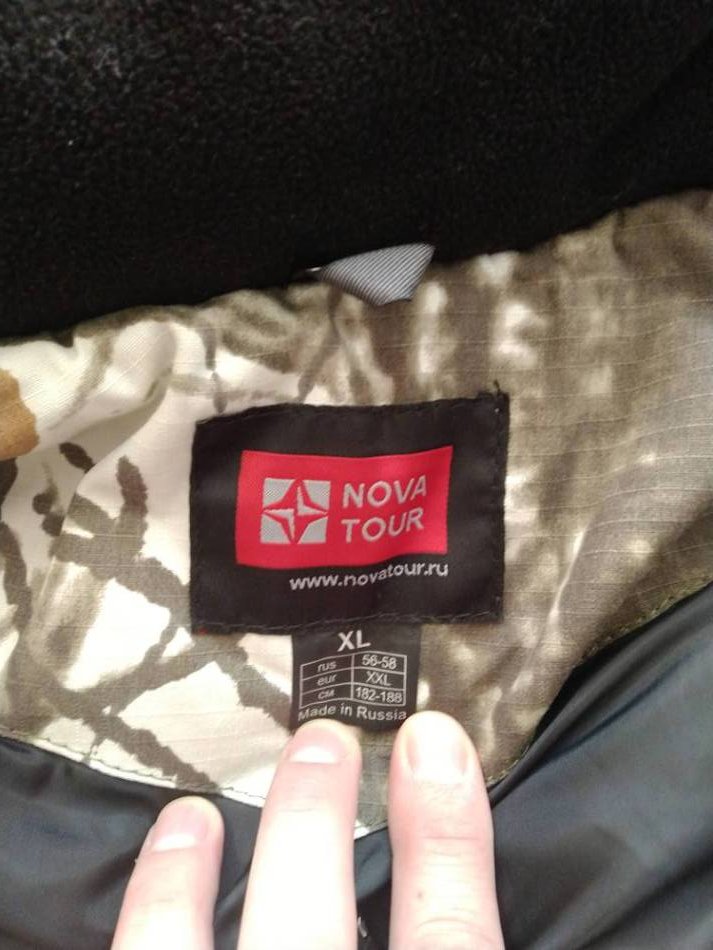 NOVA
TOUR
www.novatour.ru
XL
rus 56-58
eur XXL
см 182-188
Made in Russia